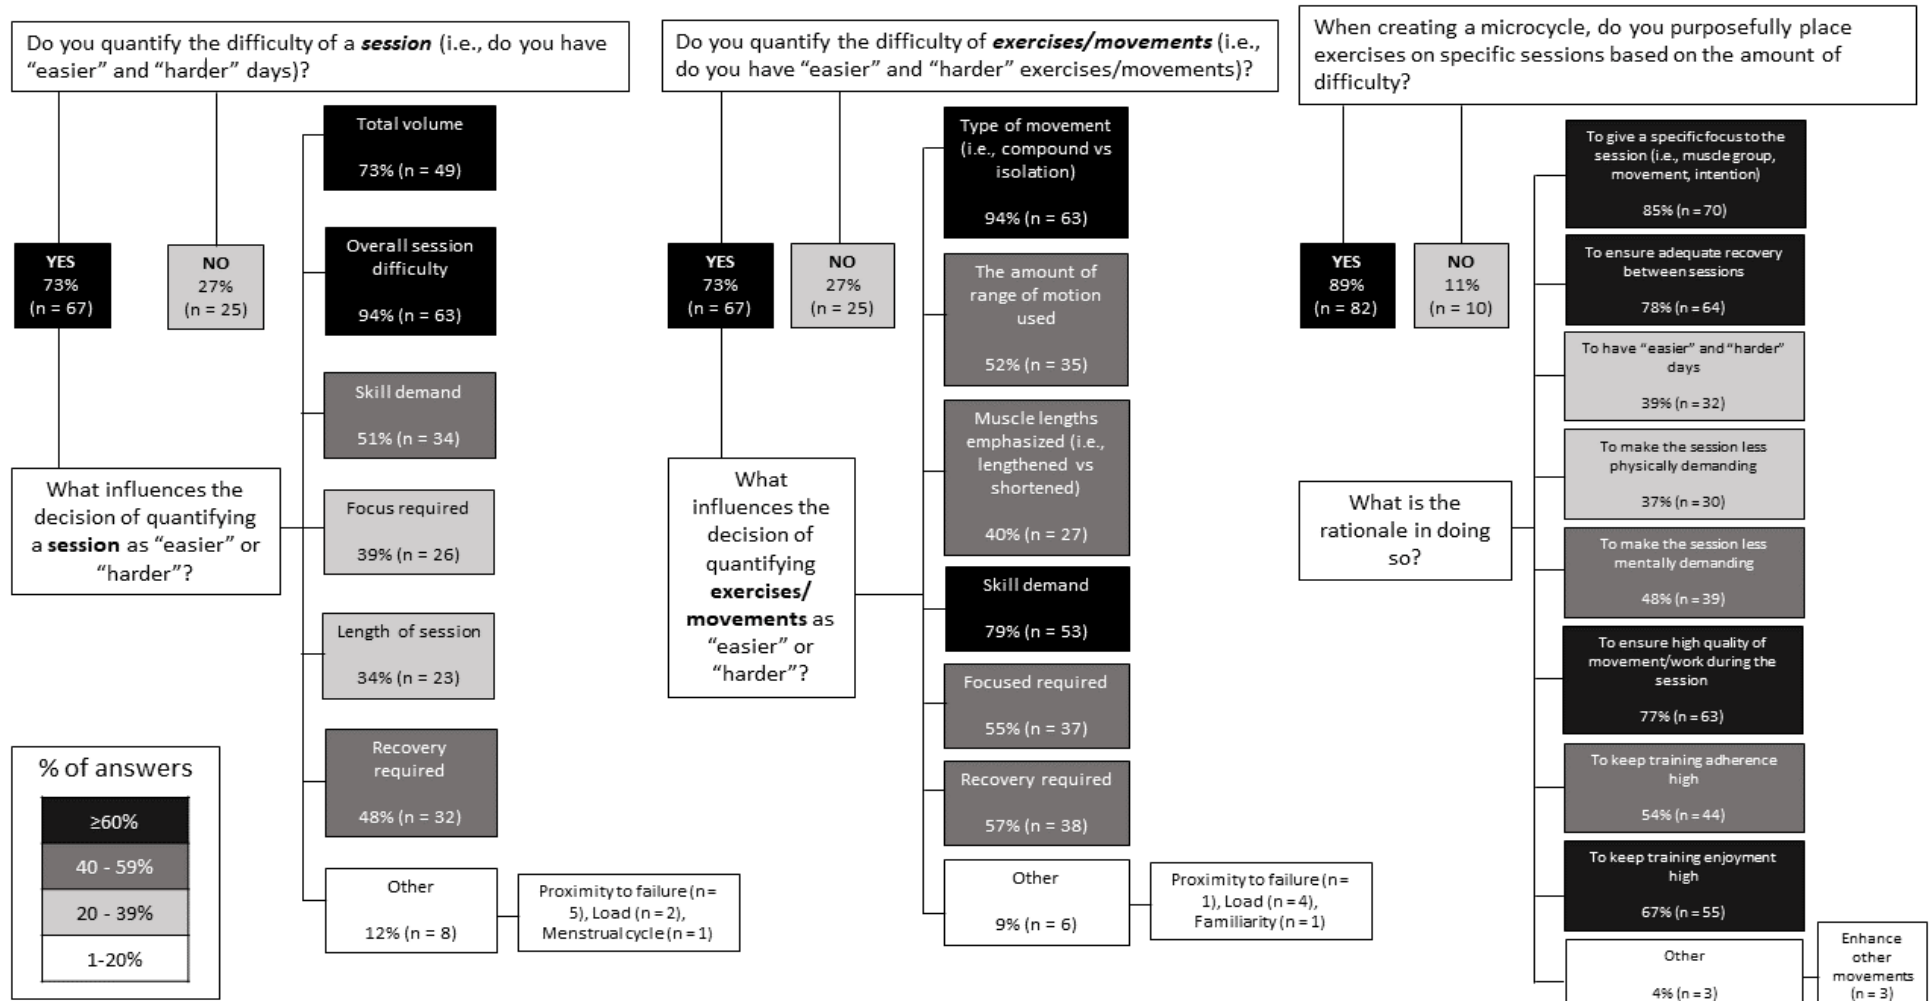 Do you quantify the difficulty of a session (i.e., do you have
“easier” and “harder” days)?
YES
73%
(n = 67)
NO
27%
(n = 25)
What influences the
decision of quantifying
a session as “easier” or
“harder”?
Total volume
73% (n = 49)
Overall session
difficulty
94% (n = 63)
Skill demand
51% (n = 34)
Focus required
39% (n = 26)
Length of session
34% (n = 23)
Recovery
required
48% (n = 32)
Other
12% (n = 8)
Proximity to failure (n =
5), Load (n = 2),
Menstrual cycle (n = 1)
% of answers
≥60%
40 - 59%
20 - 39%
1-20%
Do you quantify the difficulty of exercises/movements (i.e.,
do you have “easier” and “harder” exercises/movements)?
YES
73%
(n = 67)
NO
27%
(n = 25)
What
influences the
decision of
quantifying
exercises/
movements as
“easier” or
“harder”?
Type of movement
(i.e., compound vs
isolation)
94% (n = 63)
The amount of
range of motion
used
52% (n = 35)
Muscle lengths
emphasized (i.e.,
lengthened vs
shortened)
40% (n = 27)
Skill demand
79% (n = 53)
Focused required
55% (n = 37)
Recovery required
57% (n = 38)
Other
9% (n = 6)
Proximity to failure (n =
1), Load (n = 4),
Familiarity (n = 1)
When creating a microcycle, do you purposefully place
exercises on specific sessions based on the amount of
difficulty?
YES
89%
(n = 82)
NO
11%
(n = 10)
What is the
rationale in doing
so?
To give a specific focus to the
session (i.e., muscle group,
movement, intention)
85% (n = 70)
To ensure adequate recovery
between sessions
78% (n = 64)
To have “easier” and “harder”
days
39% (n = 32)
To make the session less
physically demanding
37% (n = 30)
To make the session less
mentally demanding
48% (n = 39)
To ensure high quality of
movement/work during the
session
77% (n = 63)
To keep training adherence
high
54% (n = 44)
To keep training enjoyment
high
67% (n = 55)
Other
4% (n = 3)
Enhance
other
movements
(n = 3)